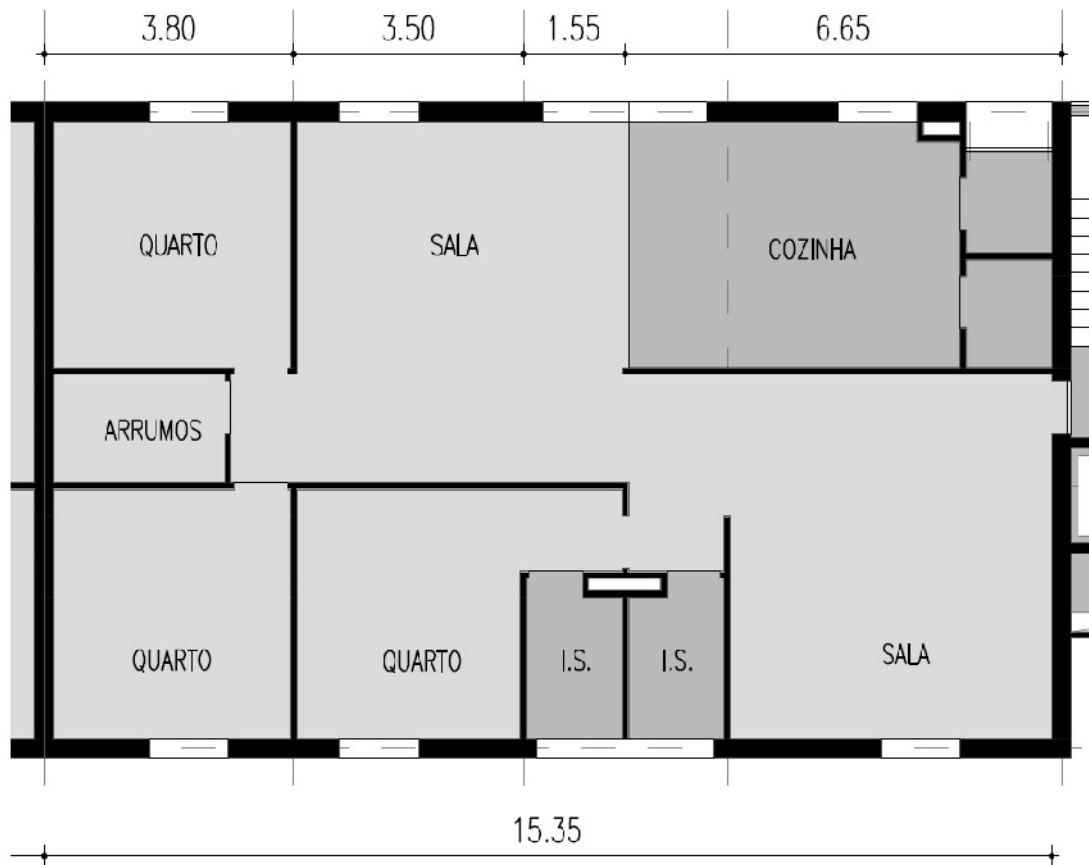 3.80 3.50 1.55 6.65
QUARTO SALA COZINHA
ARRUMOS
QUARTO QUARTO I.S. I.S. SALA
15.35